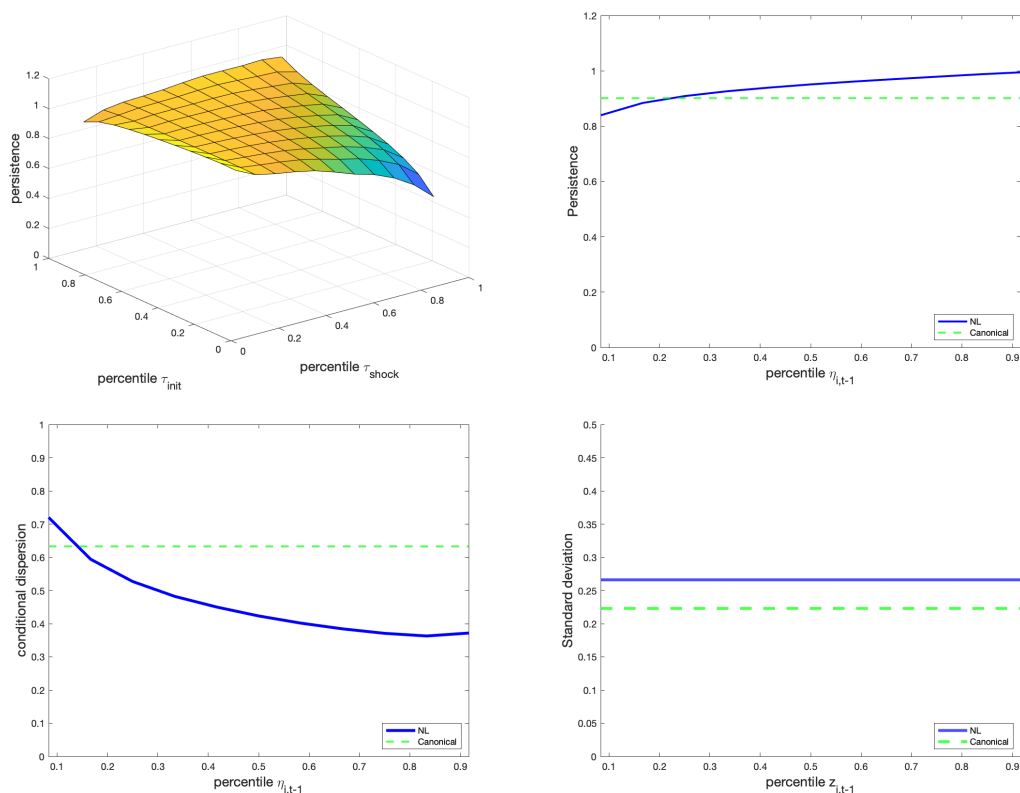 1.2
1
0.8
0.6
0.4
0.2
0
persistence
1
0.8
0.6
0.4
0.2
0
percentile τinit
0
0.2
0.4
0.6
0.8
1
percentile τshock
1.2
1
0.8
0.6
0.4
0.2
0
Persistence
NL
Canonical
0.1 0.2 0.3 0.4 0.5 0.6 0.7 0.8 0.9
percentile ηi,t-1
1
0.9
0.8
0.7
0.6
0.5
0.4
0.3
0.2
0.1
0
conditional dispersion
NL
Canonical
0.1 0.2 0.3 0.4 0.5 0.6 0.7 0.8 0.9
percentile ηi,t-1
0.5
0.45
0.4
0.35
0.3
0.25
0.2
0.15
0.1
0.05
0
Standard deviation
NL
Canonical
0.1 0.2 0.3 0.4 0.5 0.6 0.7 0.8 0.9
percentile zi,t-1